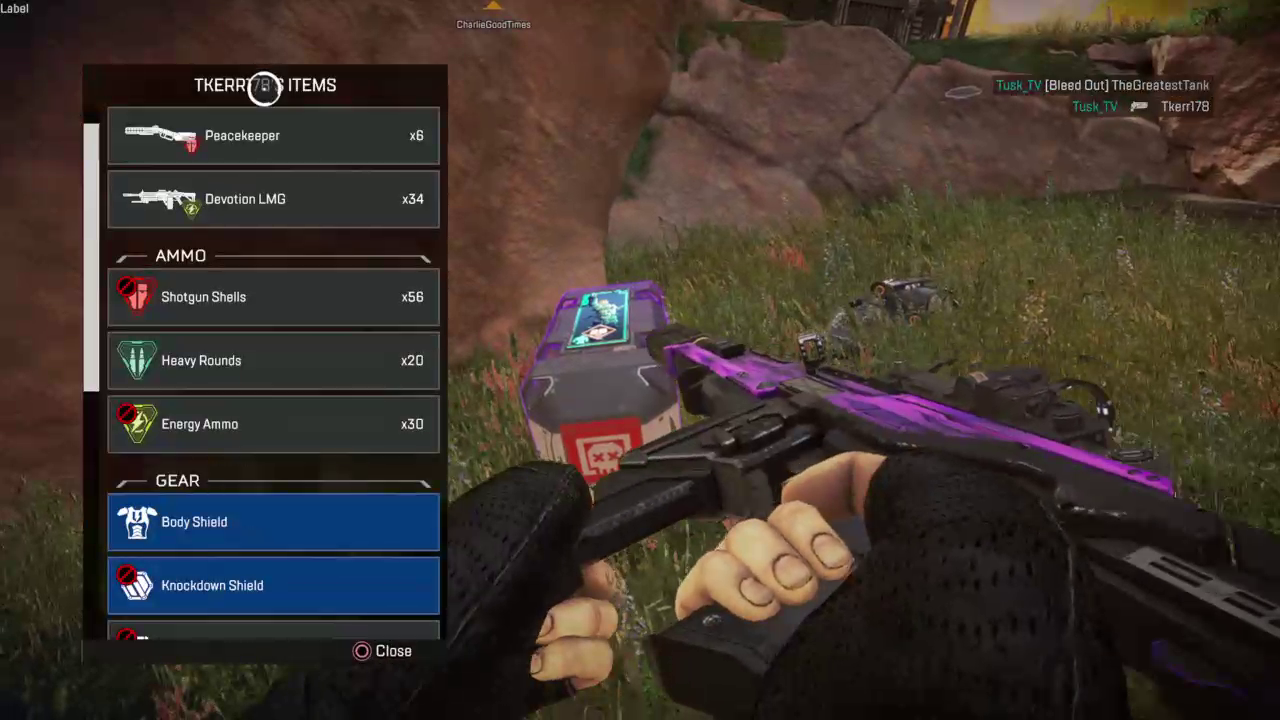 Label
CharlieGoodTimes
TKERR178'S ITEMS
Peacekeeper x6
Devotion LMG x34
AMMO
Shotgun Shells x56
Heavy Rounds x20
Energy Ammo x30
GEAR
Body Shield
Knockdown Shield
Close
Tusk_TV [Bleed Out] TheGreatestTank
Tusk_TV Tkerr178